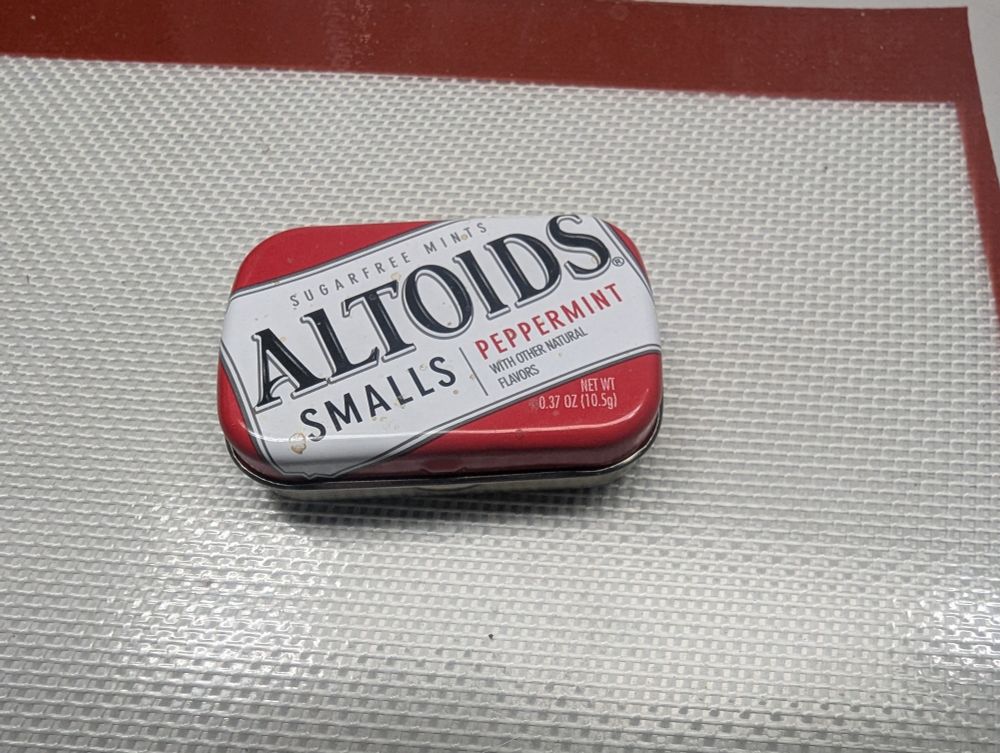 SUGARFREE MINTS
ALTOIDS®
SMALLS
PEPPERMINT
WITH OTHER NATURAL
FLAVORS
NET WT
0.37 OZ (10.5g)